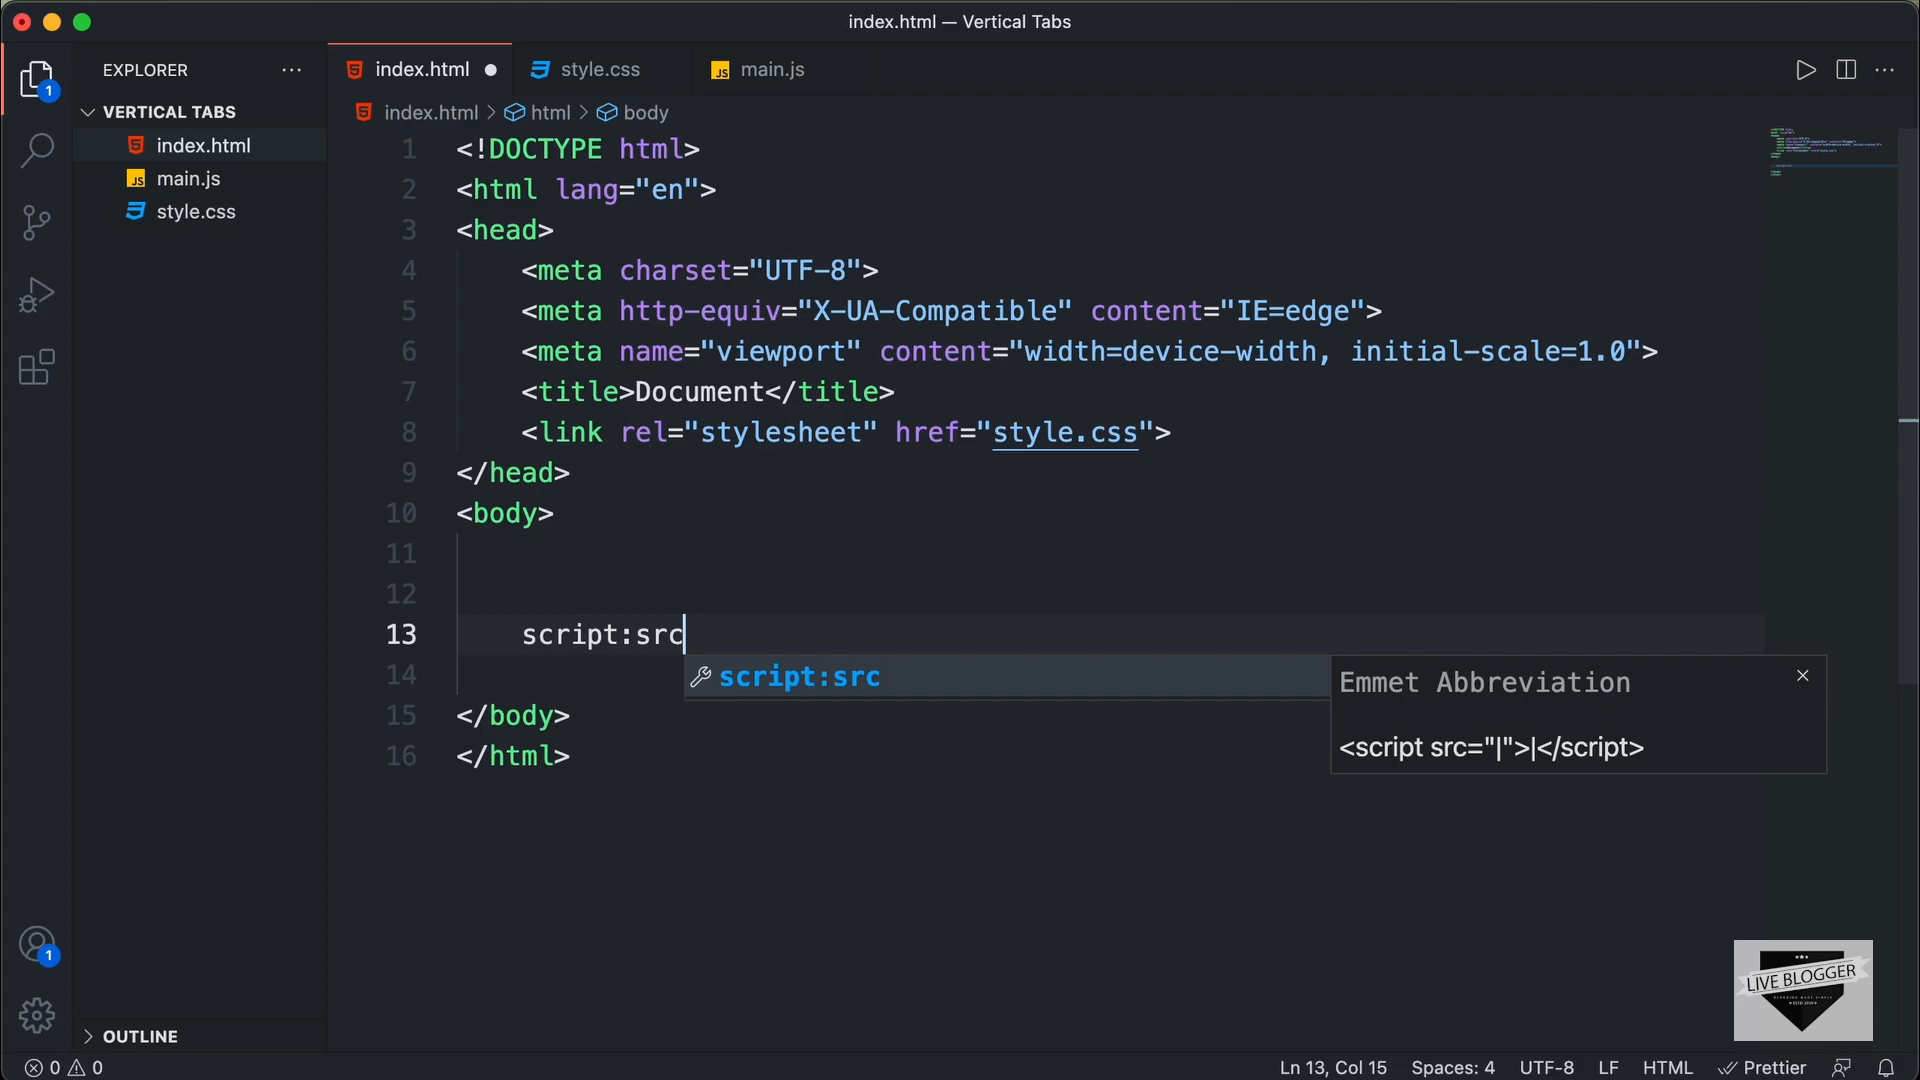 index.html — Vertical Tabs
EXPLORER
VERTICAL TABS
index.html
main.js
style.css
1
1
OUTLINE
index.html
style.css
main.js
index.html > html > body
1 <!DOCTYPE html>
2 <html lang="en">
3 <head>
4 <meta charset="UTF-8">
5 <meta http-equiv="X-UA-Compatible" content="IE=edge">
6 <meta name="viewport" content="width=device-width, initial-scale=1.0">
7 <title>Document</title>
8 <link rel="stylesheet" href="style.css">
9 </head>
10 <body>
11
12
13 script:src
14
15 </body>
16 </html>
script:src
Emmet Abbreviation
<script src="|">|</script>
LIVE BLOGGER
0 0
Ln 13, Col 15 Spaces: 4 UTF-8 LF HTML Prettier